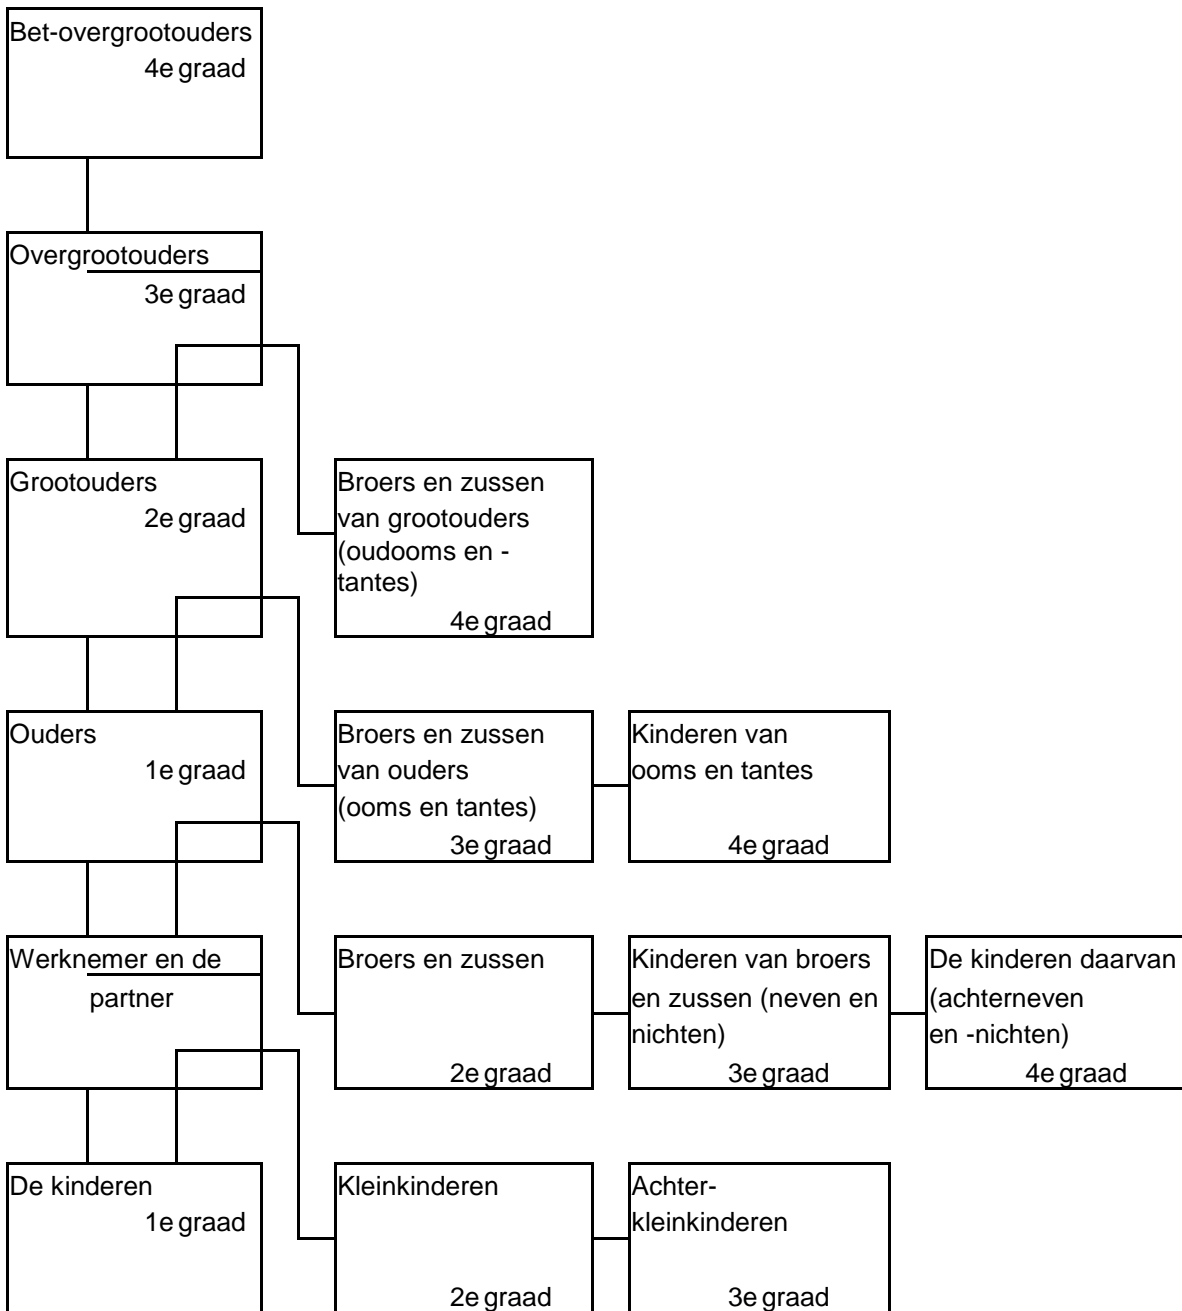 Bet-overgrootouders
4e graad
Overgrootouders
3e graad
Grootouders
2e graad
Broers en zussen
van grootouders
(oudooms en -
tantes)
4e graad
Ouders
1e graad
Broers en zussen
van ouders
(ooms en tantes)
3e graad
Kinderen van
ooms en tantes
4e graad
Werknemer en de
partner
Broers en zussen
2e graad
Kinderen van broers
en zussen (neven en
nichten)
3e graad
De kinderen daarvan
(achterneven
en -nichten)
4e graad
De kinderen
1e graad
Kleinkinderen
2e graad
Achter-
kleinkinderen
3e graad